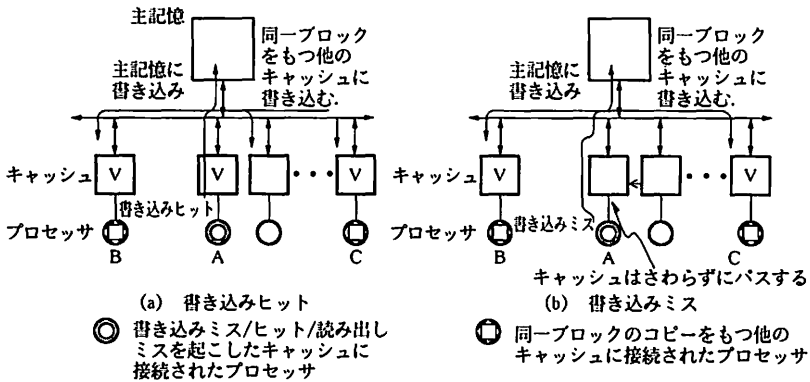 主記憶
同一ブロック
をもつ他の
キャッシュに
書き込む.
主記憶に
書き込み
キャッシュ
V
V
V
書き込みヒット
プロセッサ
B
A
C
(a) 書き込みヒット
主記憶
同一ブロック
をもつ他の
キャッシュに
書き込む.
主記憶に
書き込み
キャッシュ
V
V
書き込みミス
プロセッサ
B
A
C
キャッシュはさわらずにパスする
(b) 書き込みミス
書き込みミス/ヒット/読み出し
ミスを起こしたキャッシュに
接続されたプロセッサ
同一ブロックのコピーをもつ他の
キャッシュに接続されたプロセッサ